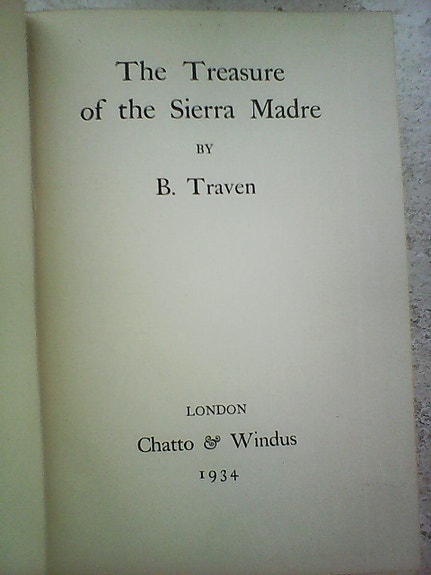 The Treasure
of the Sierra Madre
BY
B. Traven
LONDON
Chatto & Windus
1934